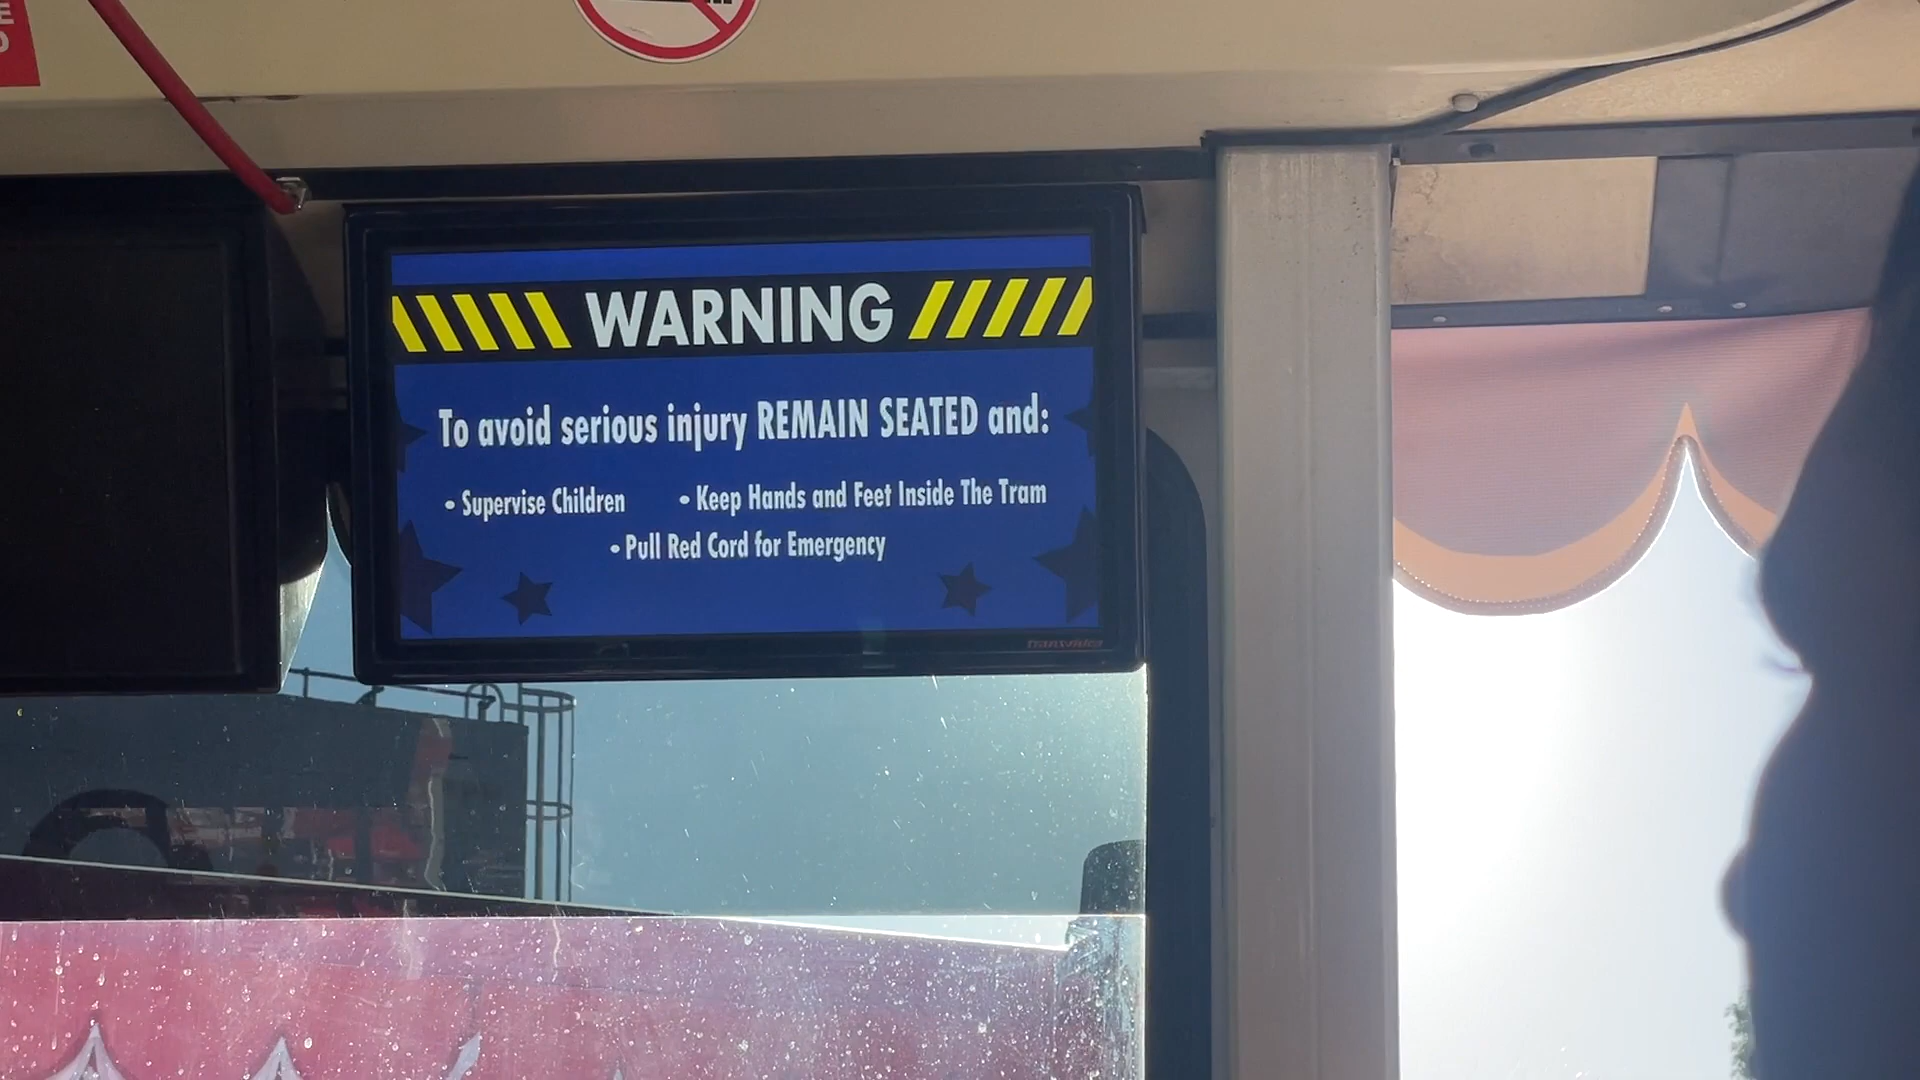 WARNING
To avoid serious injury REMAIN SEATED and:
• Supervise Children • Keep Hands and Feet Inside The Tram
• Pull Red Cord for Emergency